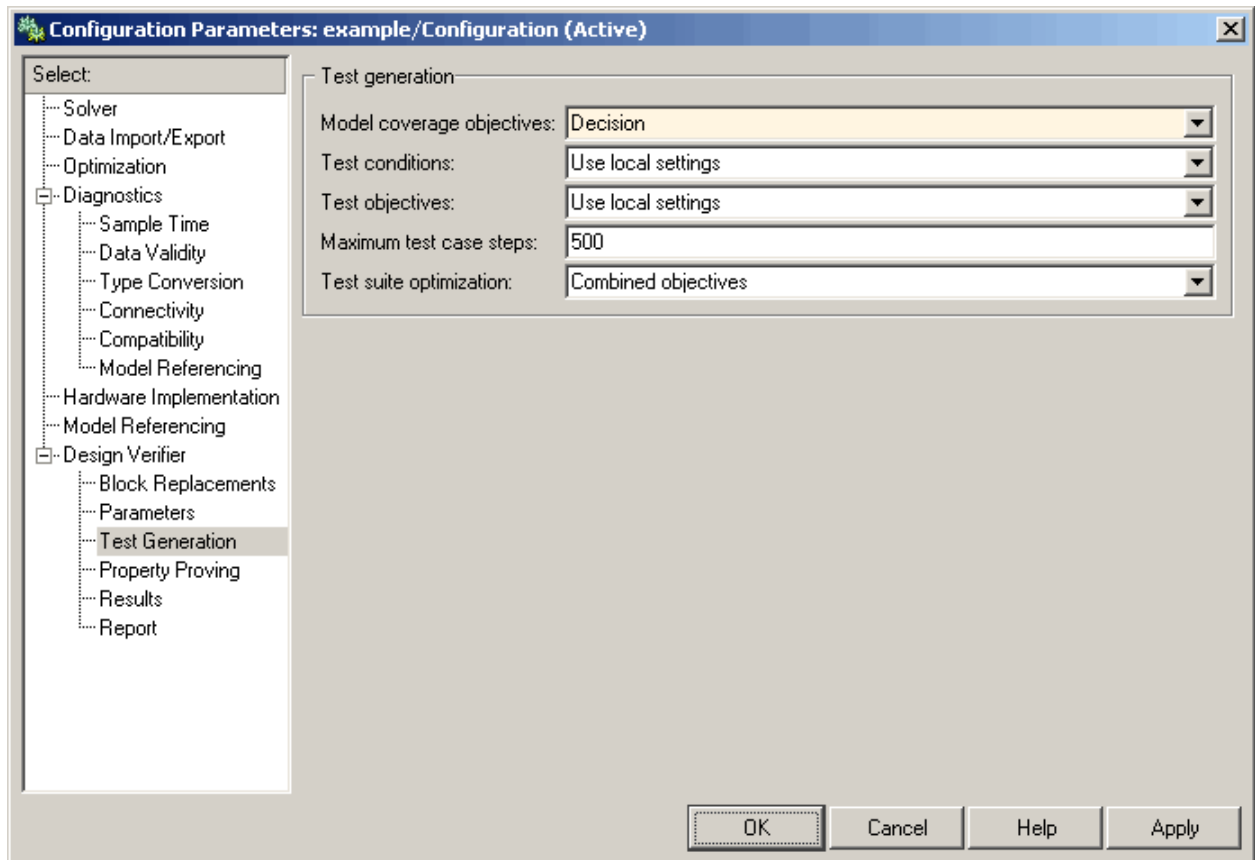 Configuration Parameters: example/Configuration (Active)
Select:
Solver
Data Import/Export
Optimization
Diagnostics
Sample Time
Data Validity
Type Conversion
Connectivity
Compatibility
Model Referencing
Hardware Implementation
Model Referencing
Design Verifier
Block Replacements
Parameters
Test Generation
Property Proving
Results
Report
Test generation
Model coverage objectives: Decision
Test conditions: Use local settings
Test objectives: Use local settings
Maximum test case steps: 500
Test suite optimization: Combined objectives
OK Cancel Help Apply